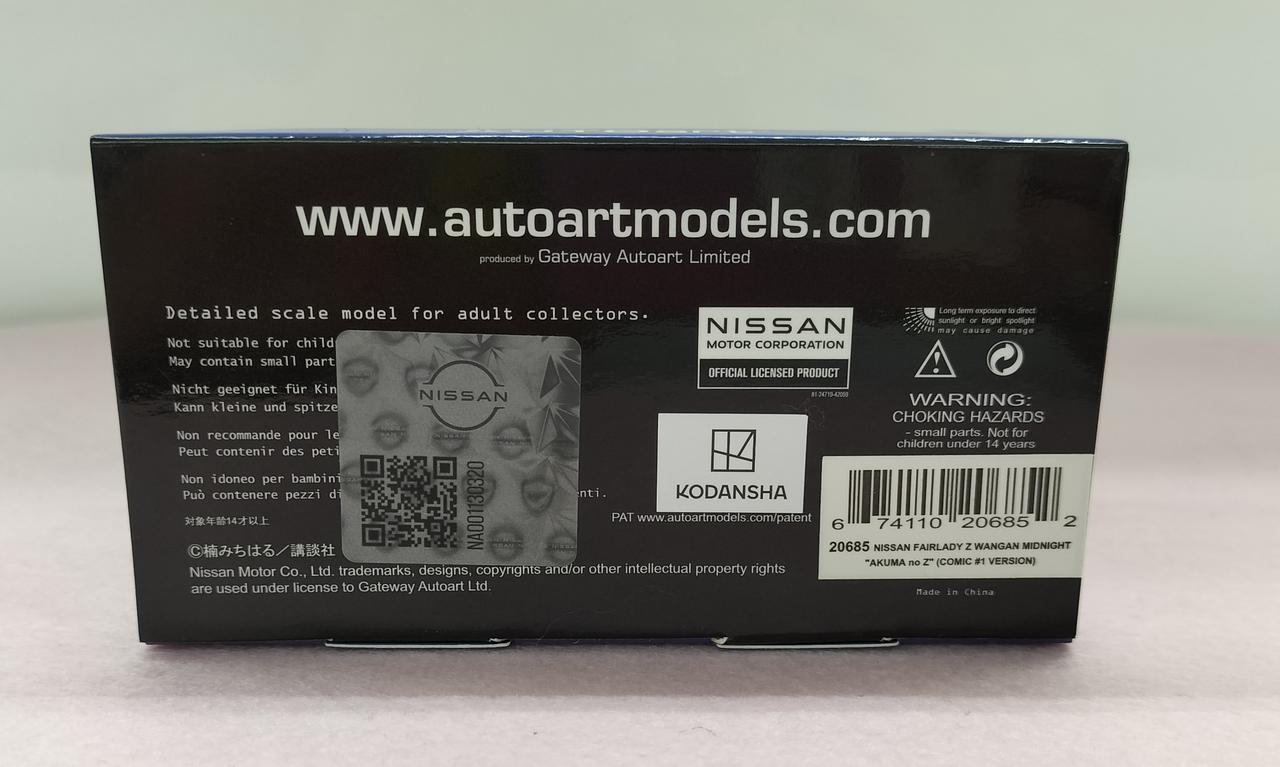 www.autoartmodels.com
produced by Gateway Autoart Limited
Detailed scale model for adult collectors.
Not suitable for child
May contain small part
Nicht geeignet für Kin
Kann kleine und spitze
Non recommande pour le
Peut contenir des peti
Non idoneo per bambini
Può contenere pezzi di
enti.
対象年齢14才以上
©楠みちはる／講談社
Nissan Motor Co., Ltd. trademarks, designs, copyrights and/or other intellectual property rights
are used under license to Gateway Autoart Ltd.
NISSAN
NA001130320
NISSAN
MOTOR CORPORATION
OFFICIAL LICENSED PRODUCT
KODANSHA
PAT www.autoartmodels.com/patent
Long term exposure to direct
sunlight or bright spotlight
may cause damage
WARNING:
CHOKING HAZARDS
- small parts. Not for
children under 14 years
6 74110 20685 2
20685 NISSAN FAIRLADY Z WANGAN MIDNIGHT
"AKUMA no Z" (COMIC #1 VERSION)
Made in China